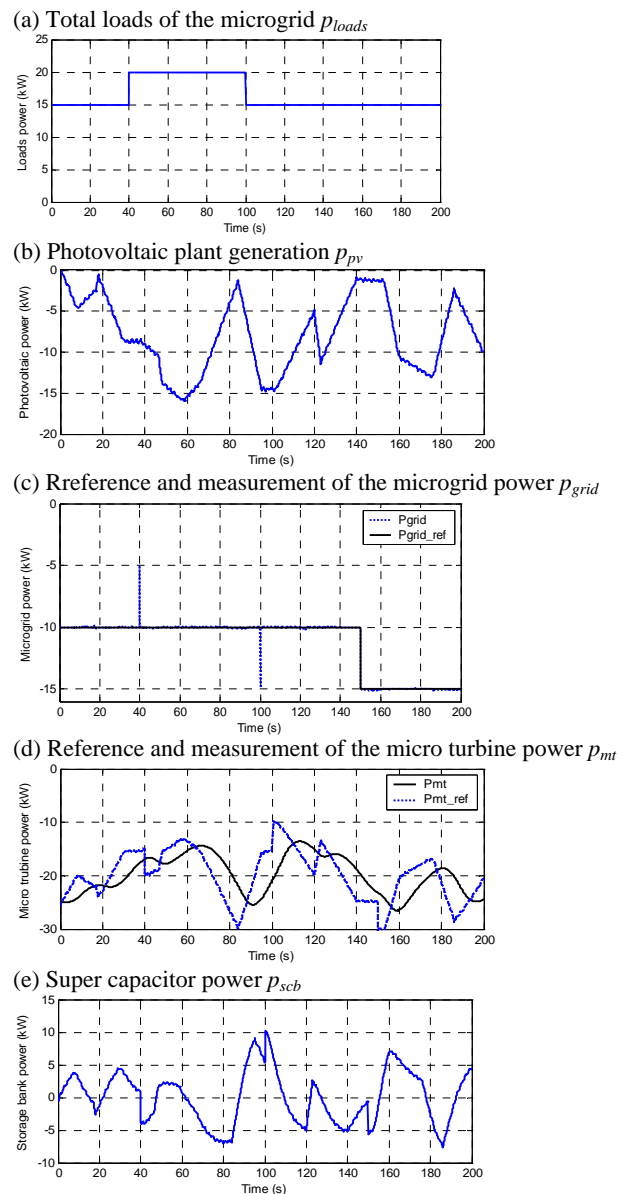 (a) Total loads of the microgrid p_loads
25
20
15
10
5
0
Loads power (kW)
0 20 40 60 80 100 120 140 160 180 200
Time (s)
(b) Photovoltaic plant generation p_pv
0
-5
-10
-15
-20
Photovoltaic power (kW)
0 20 40 60 80 100 120 140 160 180 200
Time (s)
(c) Rreference and measurement of the microgrid power p_grid
0
-5
-10
-15
Microgrid power (kW)
Pgrid
Pgrid_ref
0 20 40 60 80 100 120 140 160 180 200
Time (s)
(d) Reference and measurement of the micro turbine power p_mt
0
-10
-20
-30
Micro trubine power (kW)
Pmt
Pmt_ref
0 20 40 60 80 100 120 140 160 180 200
Time (s)
(e) Super capacitor power p_scb
15
10
5
0
-5
-10
Storage bank power (kW)
0 20 40 60 80 100 120 140 160 180 200
Time (s)